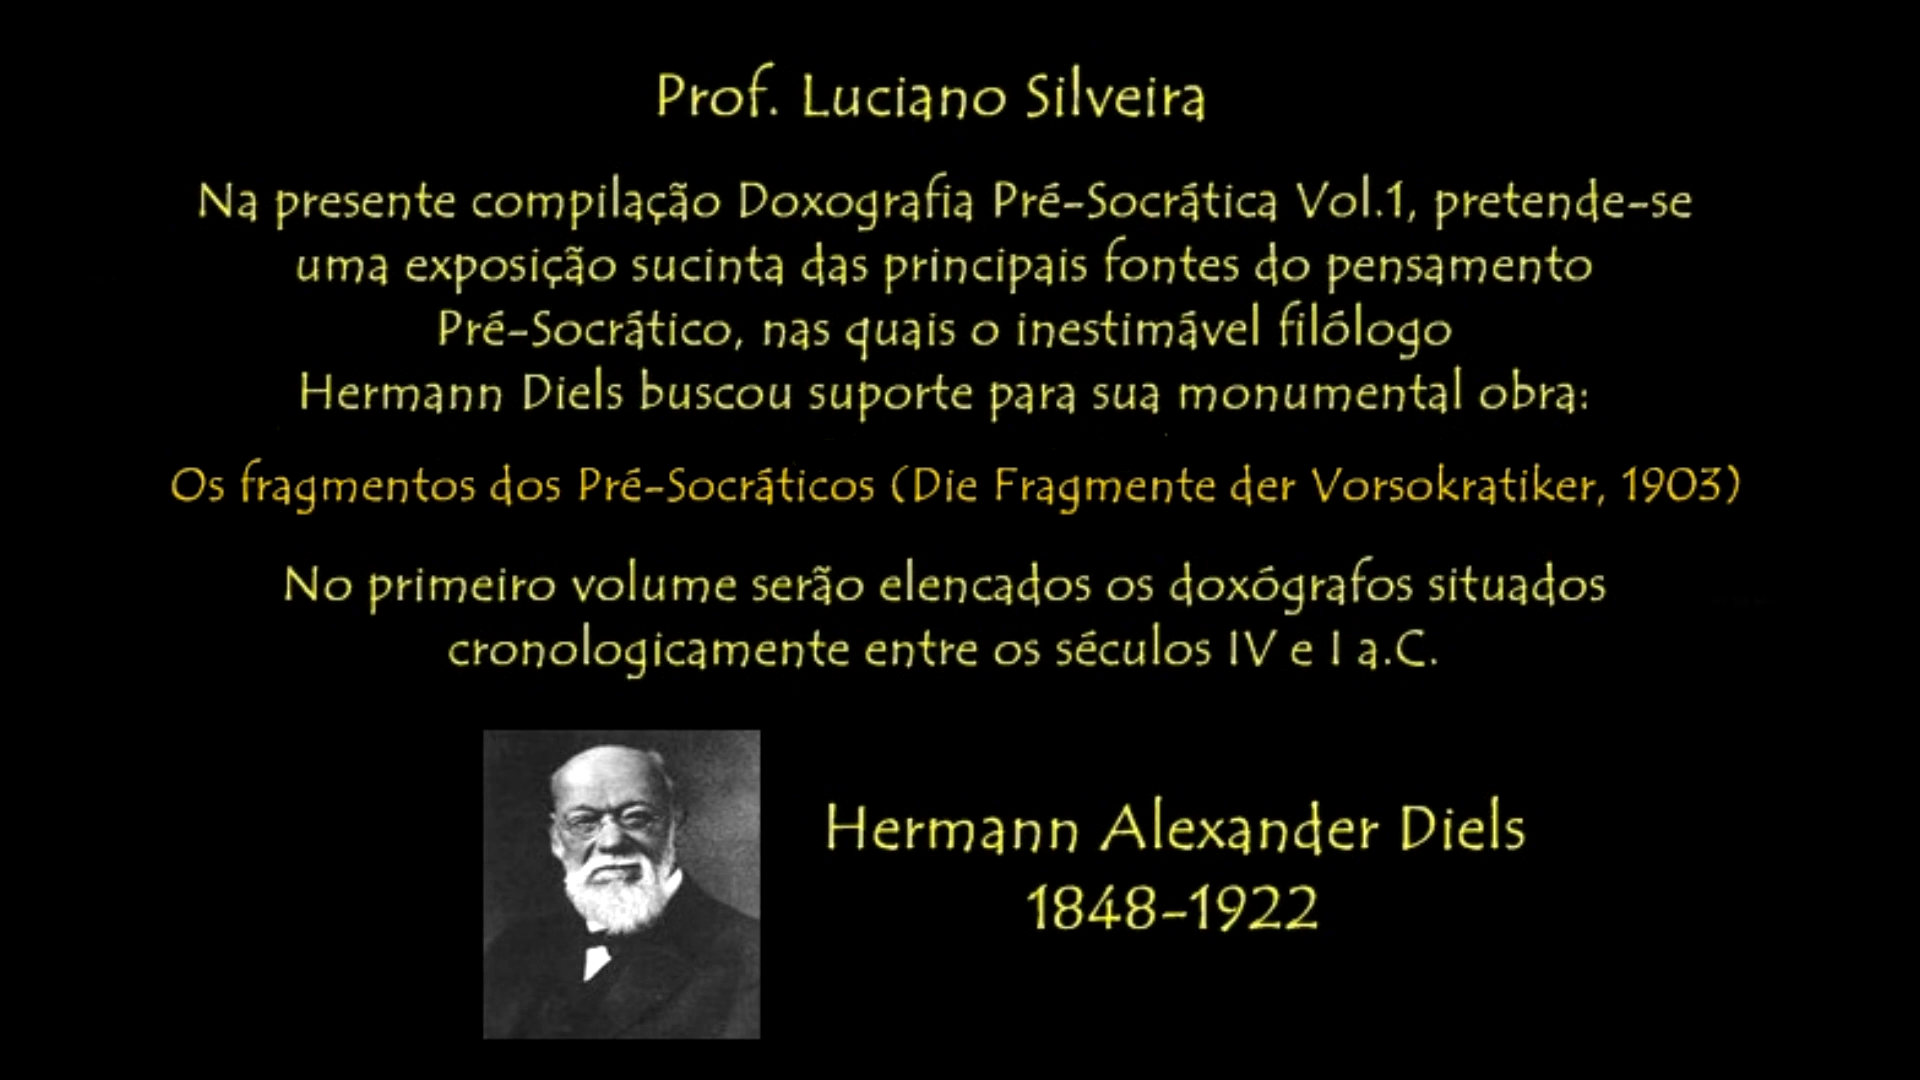 Prof. Luciano Silveira
Na presente compilação Doxografia Pré-Socrática Vol.1, pretende-se
uma exposição sucinta das principais fontes do pensamento
Pré-Socrático, nas quais o inestimável filólogo
Hermann Diels buscou suporte para sua monumental obra:
Os fragmentos dos Pré-Socráticos (Die Fragmente der Vorsokratiker, 1903)
No primeiro volume serão elencados os doxógrafos situados
cronologicamente entre os séculos IV e I a.C.
Hermann Alexander Diels
1848-1922